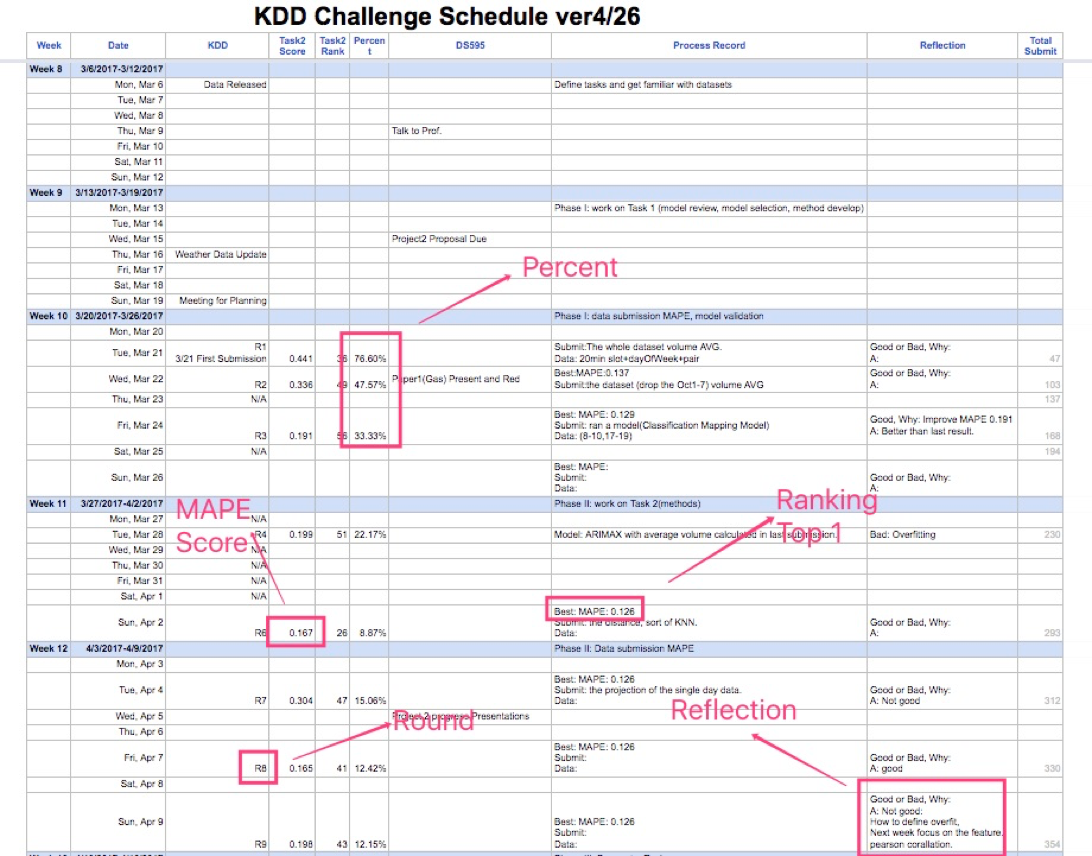 KDD Challenge Schedule ver4/26
Week Date KDD Task2 Score Task2 Rank Percent DS595 Process Record Reflection Total Submit
Week 8 3/6/2017-3/12/2017
Mon, Mar 6 Data Released Define tasks and get familiar with datasets
Tue, Mar 7
Wed, Mar 8
Thu, Mar 9 Talk to Prof.
Fri, Mar 10
Sat, Mar 11
Sun, Mar 12
Week 9 3/13/2017-3/19/2017
Mon, Mar 13 Phase I: work on Task 1 (model review, model selection, method develop)
Tue, Mar 14
Wed, Mar 15 Project2 Proposal Due
Thu, Mar 16 Weather Data Update
Fri, Mar 17
Percent
Sat, Mar 18
Sun, Mar 19 Meeting for Planning
Week 10 3/20/2017-3/26/2017 Phase I: data submission MAPE, model validation
Mon, Mar 20
Tue, Mar 21 R1
3/21 First Submission 0.441 36 76.60% Submit:The whole dataset volume AVG.
Data: 20min slot+dayOfWeek+pair Good or Bad, Why:
A: 47
Wed, Mar 22 R2 0.336 49 47.57% Paper1(Gas) Present and Red Best:MAPE:0.137
Submit:the dataset (drop the Oct1-7) volume AVG Good or Bad, Why:
A: 103
Thu, Mar 23 N/A 137
Fri, Mar 24 R3 0.191 56 33.33% Best: MAPE: 0.129
Submit: ran a model(Classification Mapping Model)
Data: (8-10,17-19) Good, Why: Improve MAPE 0.191
A: Better than last result. 168
Sat, Mar 25 N/A 194
Sun, Mar 26 Best: MAPE:
Submit:
Data: Good or Bad, Why:
A:
Week 11 3/27/2017-4/2/2017 Phase II: work on Task 2(methods)
MAPE
Score
Ranking
Top 1
Mon, Mar 27 N/A
Tue, Mar 28 R4 0.199 51 22.17% Model: ARIMAX with average volume calculated in last submission. Bad: Overfitting 230
Wed, Mar 29 N/A
Thu, Mar 30 N/A
Fri, Mar 31 N/A
Sat, Apr 1 N/A
Sun, Apr 2 R6 0.167 26 8.87% Best: MAPE: 0.126
Submit: the distance, sort of KNN.
Data: Good or Bad, Why:
A: 293
Week 12 4/3/2017-4/9/2017 Phase II: Data submission MAPE
Mon, Apr 3
Tue, Apr 4 R7 0.304 47 15.06% Best: MAPE: 0.126
Submit: the projection of the single day data.
Data: Good or Bad, Why:
A: Not good 312
Wed, Apr 5 Project 2 progress Presentations
Round
Reflection
Thu, Apr 6
Fri, Apr 7 R8 0.165 41 12.42% Best: MAPE: 0.126
Submit:
Data: Good or Bad, Why:
A: good 330
Sat, Apr 8
Sun, Apr 9 R9 0.198 43 12.15% Best: MAPE: 0.126
Submit:
Data: Good or Bad, Why:
A: Not good:
How to define overfit,
Next week focus on the feature.
pearson corallation. 354